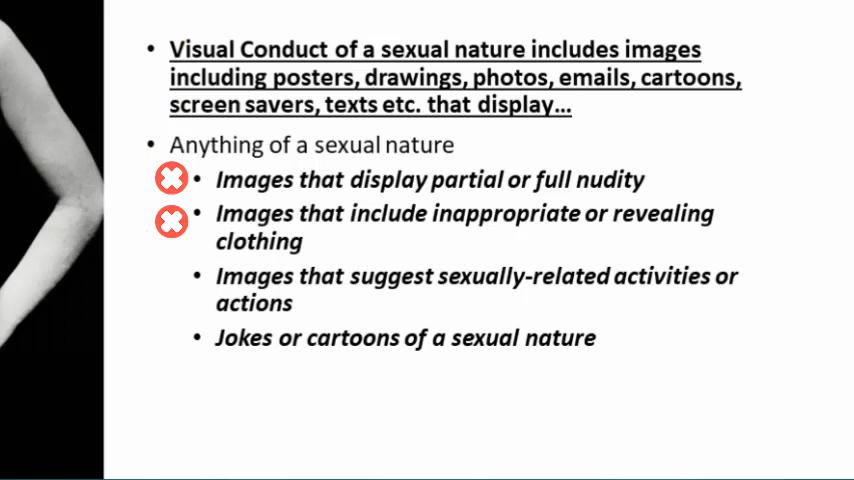 • Visual Conduct of a sexual nature includes images
including posters, drawings, photos, emails, cartoons,
screen savers, texts etc. that display…
• Anything of a sexual nature
• Images that display partial or full nudity
• Images that include inappropriate or revealing
clothing
• Images that suggest sexually-related activities or
actions
• Jokes or cartoons of a sexual nature